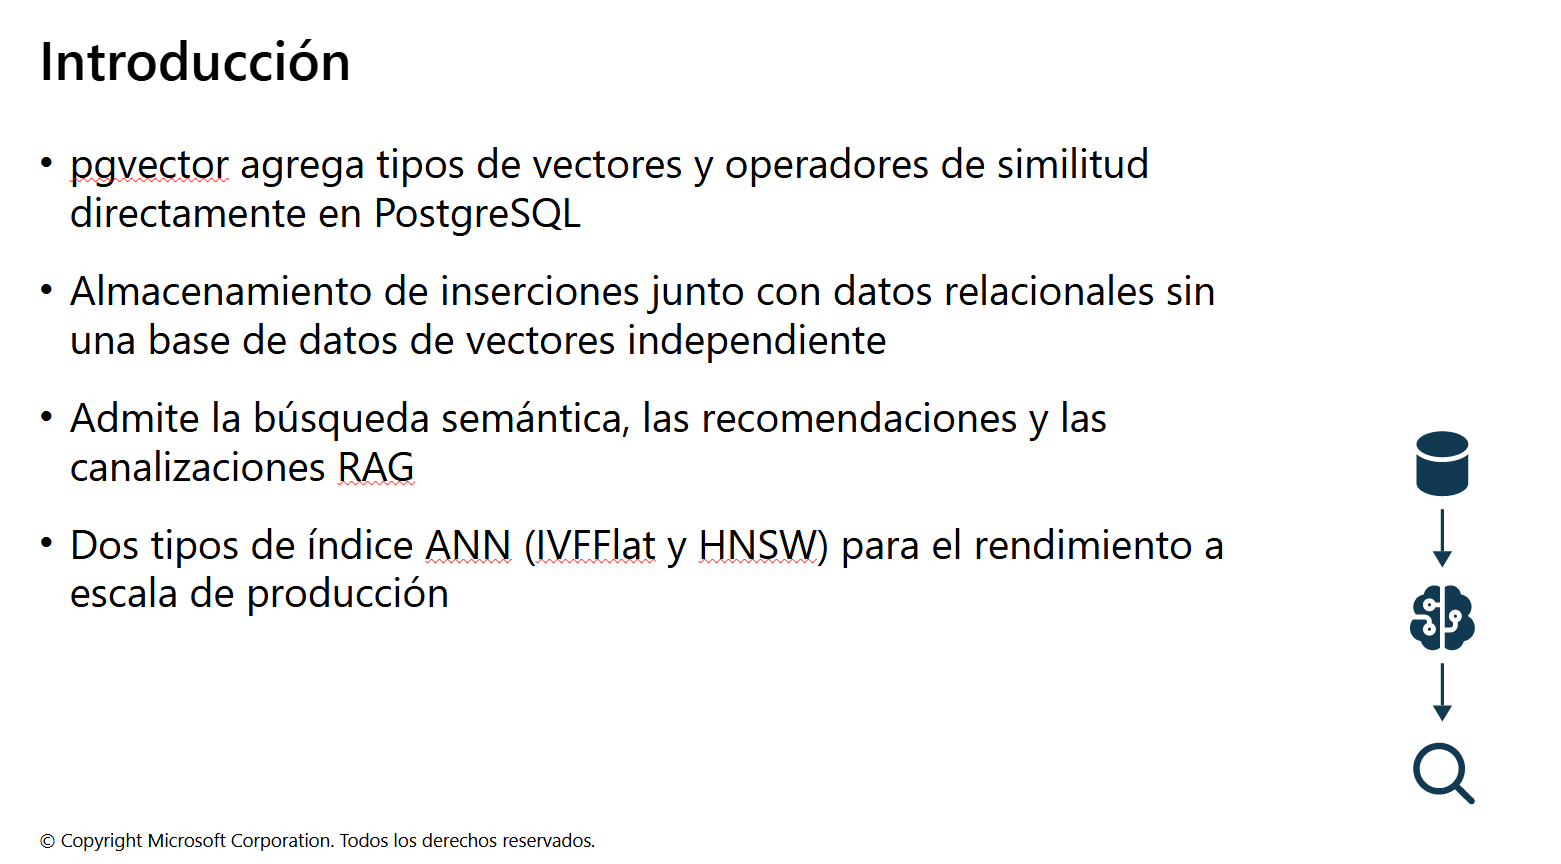 Introducción
• pgvector agrega tipos de vectores y operadores de similitud
directamente en PostgreSQL
• Almacenamiento de inserciones junto con datos relacionales sin
una base de datos de vectores independiente
• Admite la búsqueda semántica, las recomendaciones y las
canalizaciones RAG
• Dos tipos de índice ANN (IVFFlat y HNSW) para el rendimiento a
escala de producción
© Copyright Microsoft Corporation. Todos los derechos reservados.